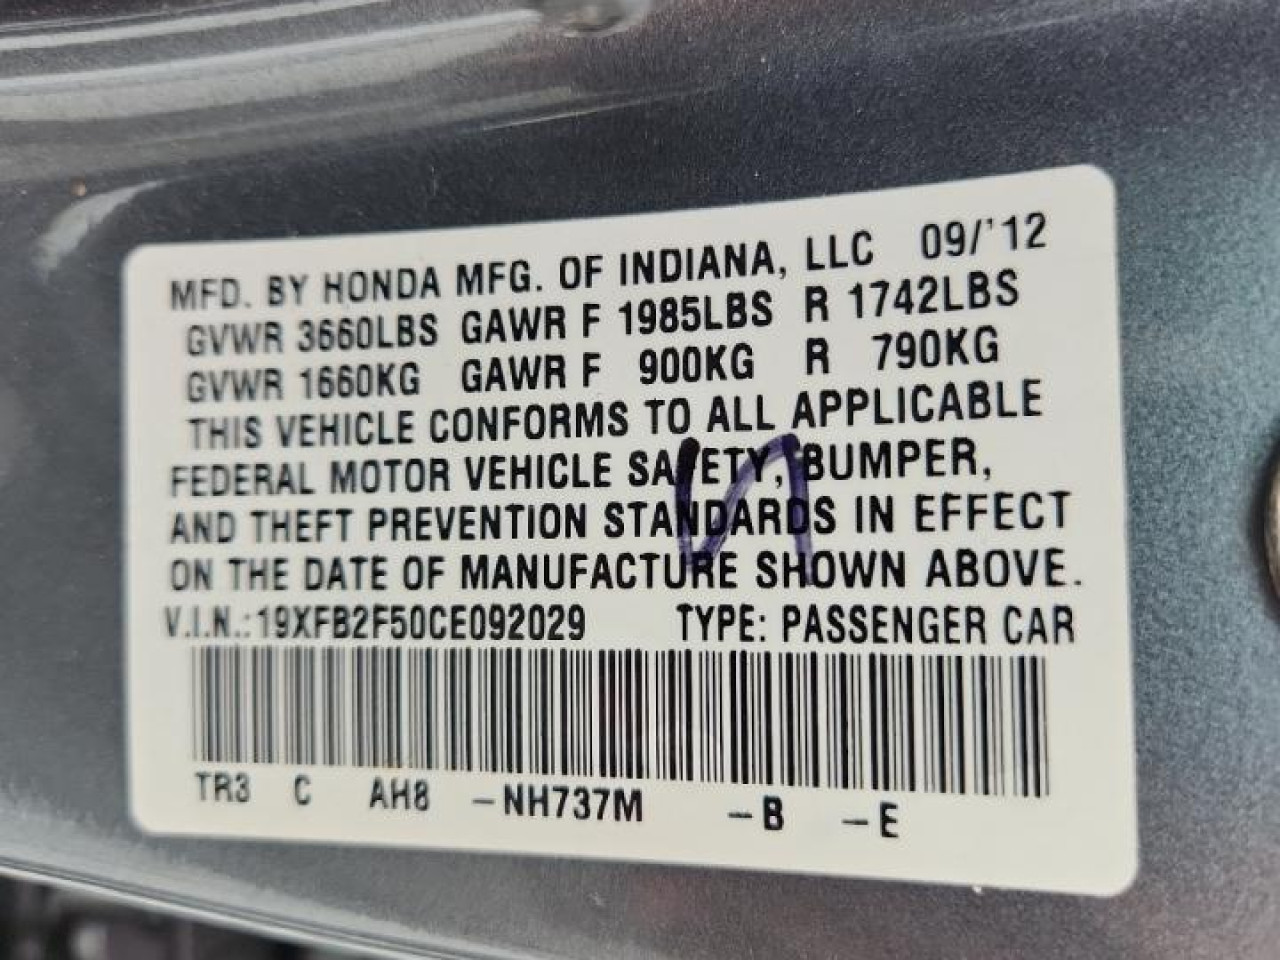 MFD. BY HONDA MFG. OF INDIANA, LLC 09/'12
GVWR 3660LBS GAWR F 1985LBS R 1742LBS
GVWR 1660KG GAWR F 900KG R 790KG
THIS VEHICLE CONFORMS TO ALL APPLICABLE
FEDERAL MOTOR VEHICLE SAFETY, BUMPER,
AND THEFT PREVENTION STANDARDS IN EFFECT
ON THE DATE OF MANUFACTURE SHOWN ABOVE.
V.I.N.:19XFB2F50CE092029 TYPE: PASSENGER CAR
TR3 C AH8 -NH737M -B -E